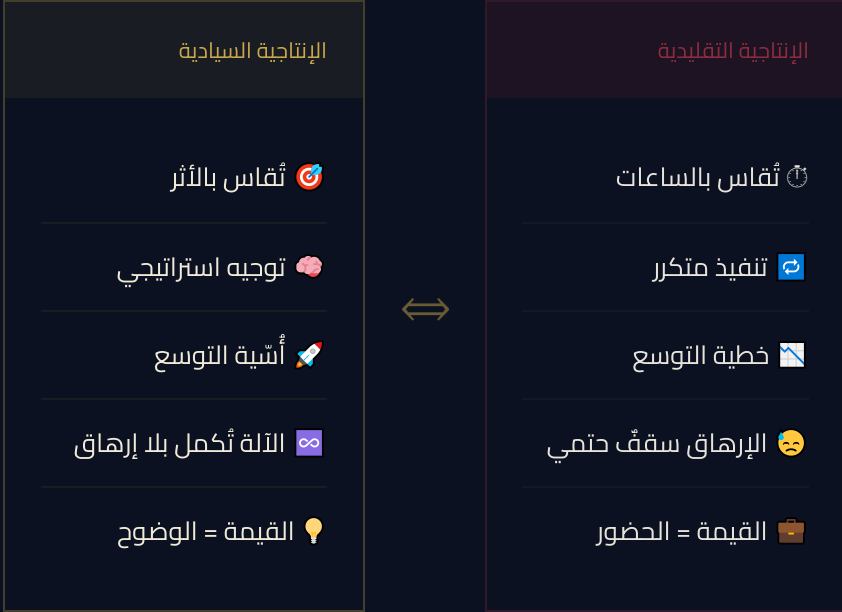 الإنتاجية التقليدية
⏱ تُقاس بالساعات
🔁 تنفيذ متكرر
📉 خطية التوسع
😓 الإرهاق سقفٌ حتمي
💼 القيمة = الحضور
⟺
الإنتاجية السيادية
🎯 تُقاس بالأثر
🧠 توجيه استراتيجي
🚀 أُسّية التوسع
♾️ الآلة تُكمل بلا إرهاق
💡 القيمة = الوضوح